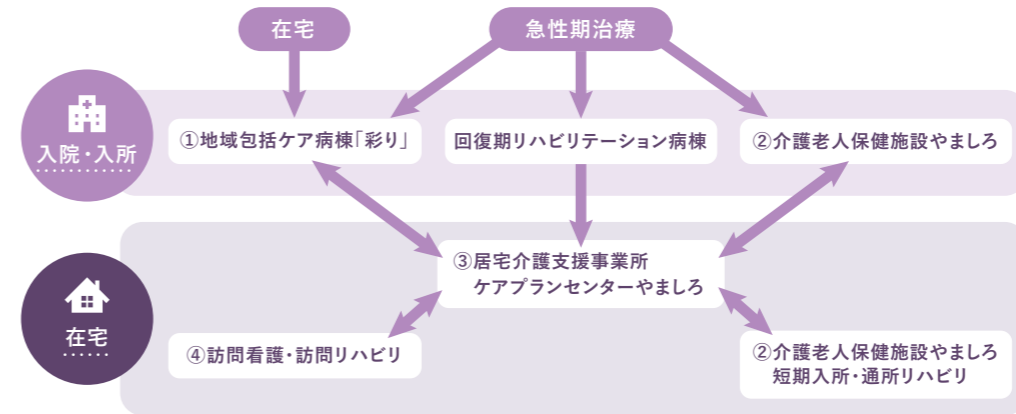 在宅
急性期治療
入院・入所
①地域包括ケア病棟「彩り」
回復期リハビリテーション病棟
②介護老人保健施設やましろ
③居宅介護支援事業所
ケアプランセンターやましろ
在宅
④訪問看護・訪問リハビリ
②介護老人保健施設やましろ
短期入所・通所リハビリ